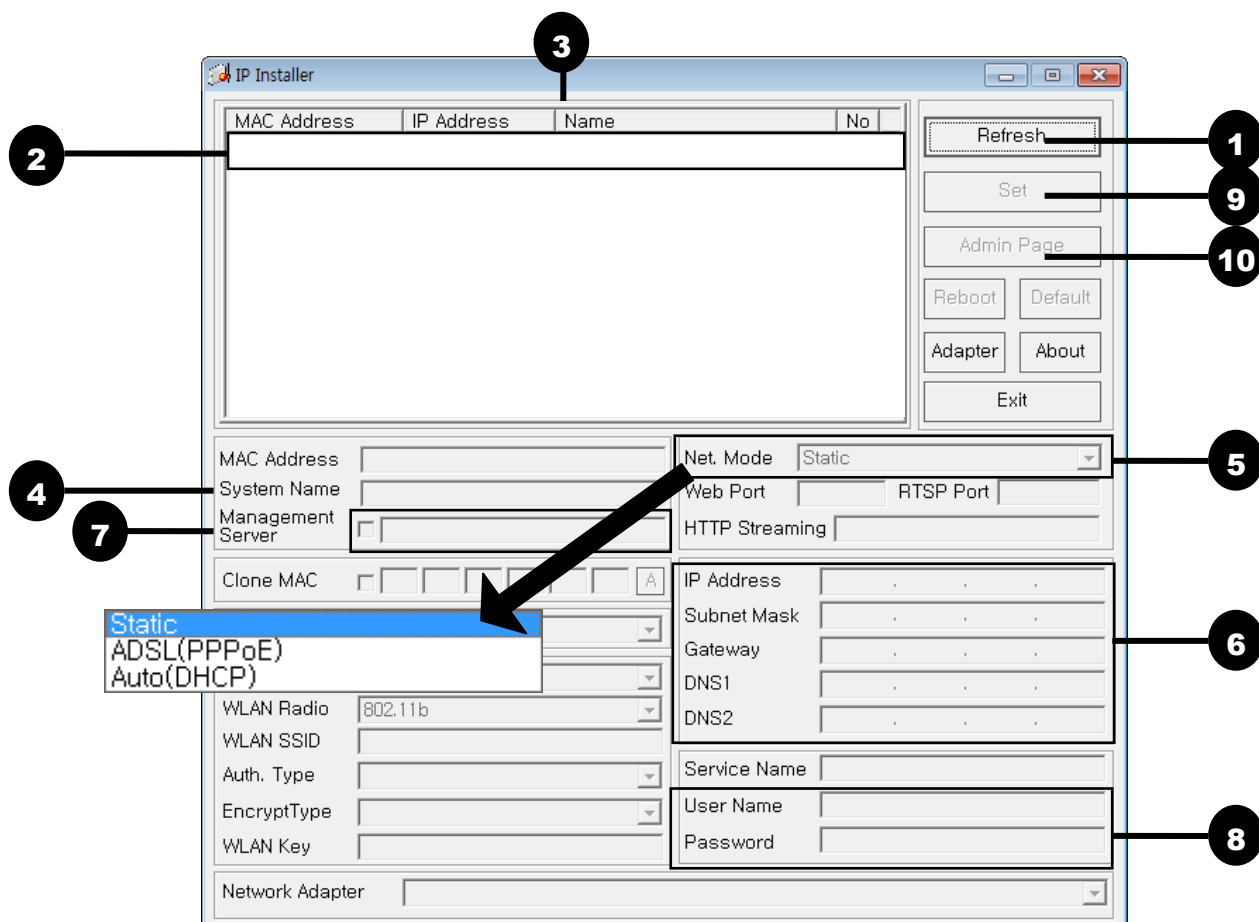 3
IP Installer
MAC Address IP Address Name No
2
Refresh
1
Set
9
Admin Page
10
Reboot Default
Adapter About
Exit
MAC Address
Net. Mode Static
5
4
System Name
Web Port RTSP Port
7
Management
Server
HTTP Streaming
Clone MAC A
IP Address
Static
ADSL(PPPoE)
Auto(DHCP)
Subnet Mask
Gateway
6
DNS1
WLAN Radio 802.11b
DNS2
WLAN SSID
Auth. Type
Service Name
EncryptType
User Name
WLAN Key
Password
8
Network Adapter